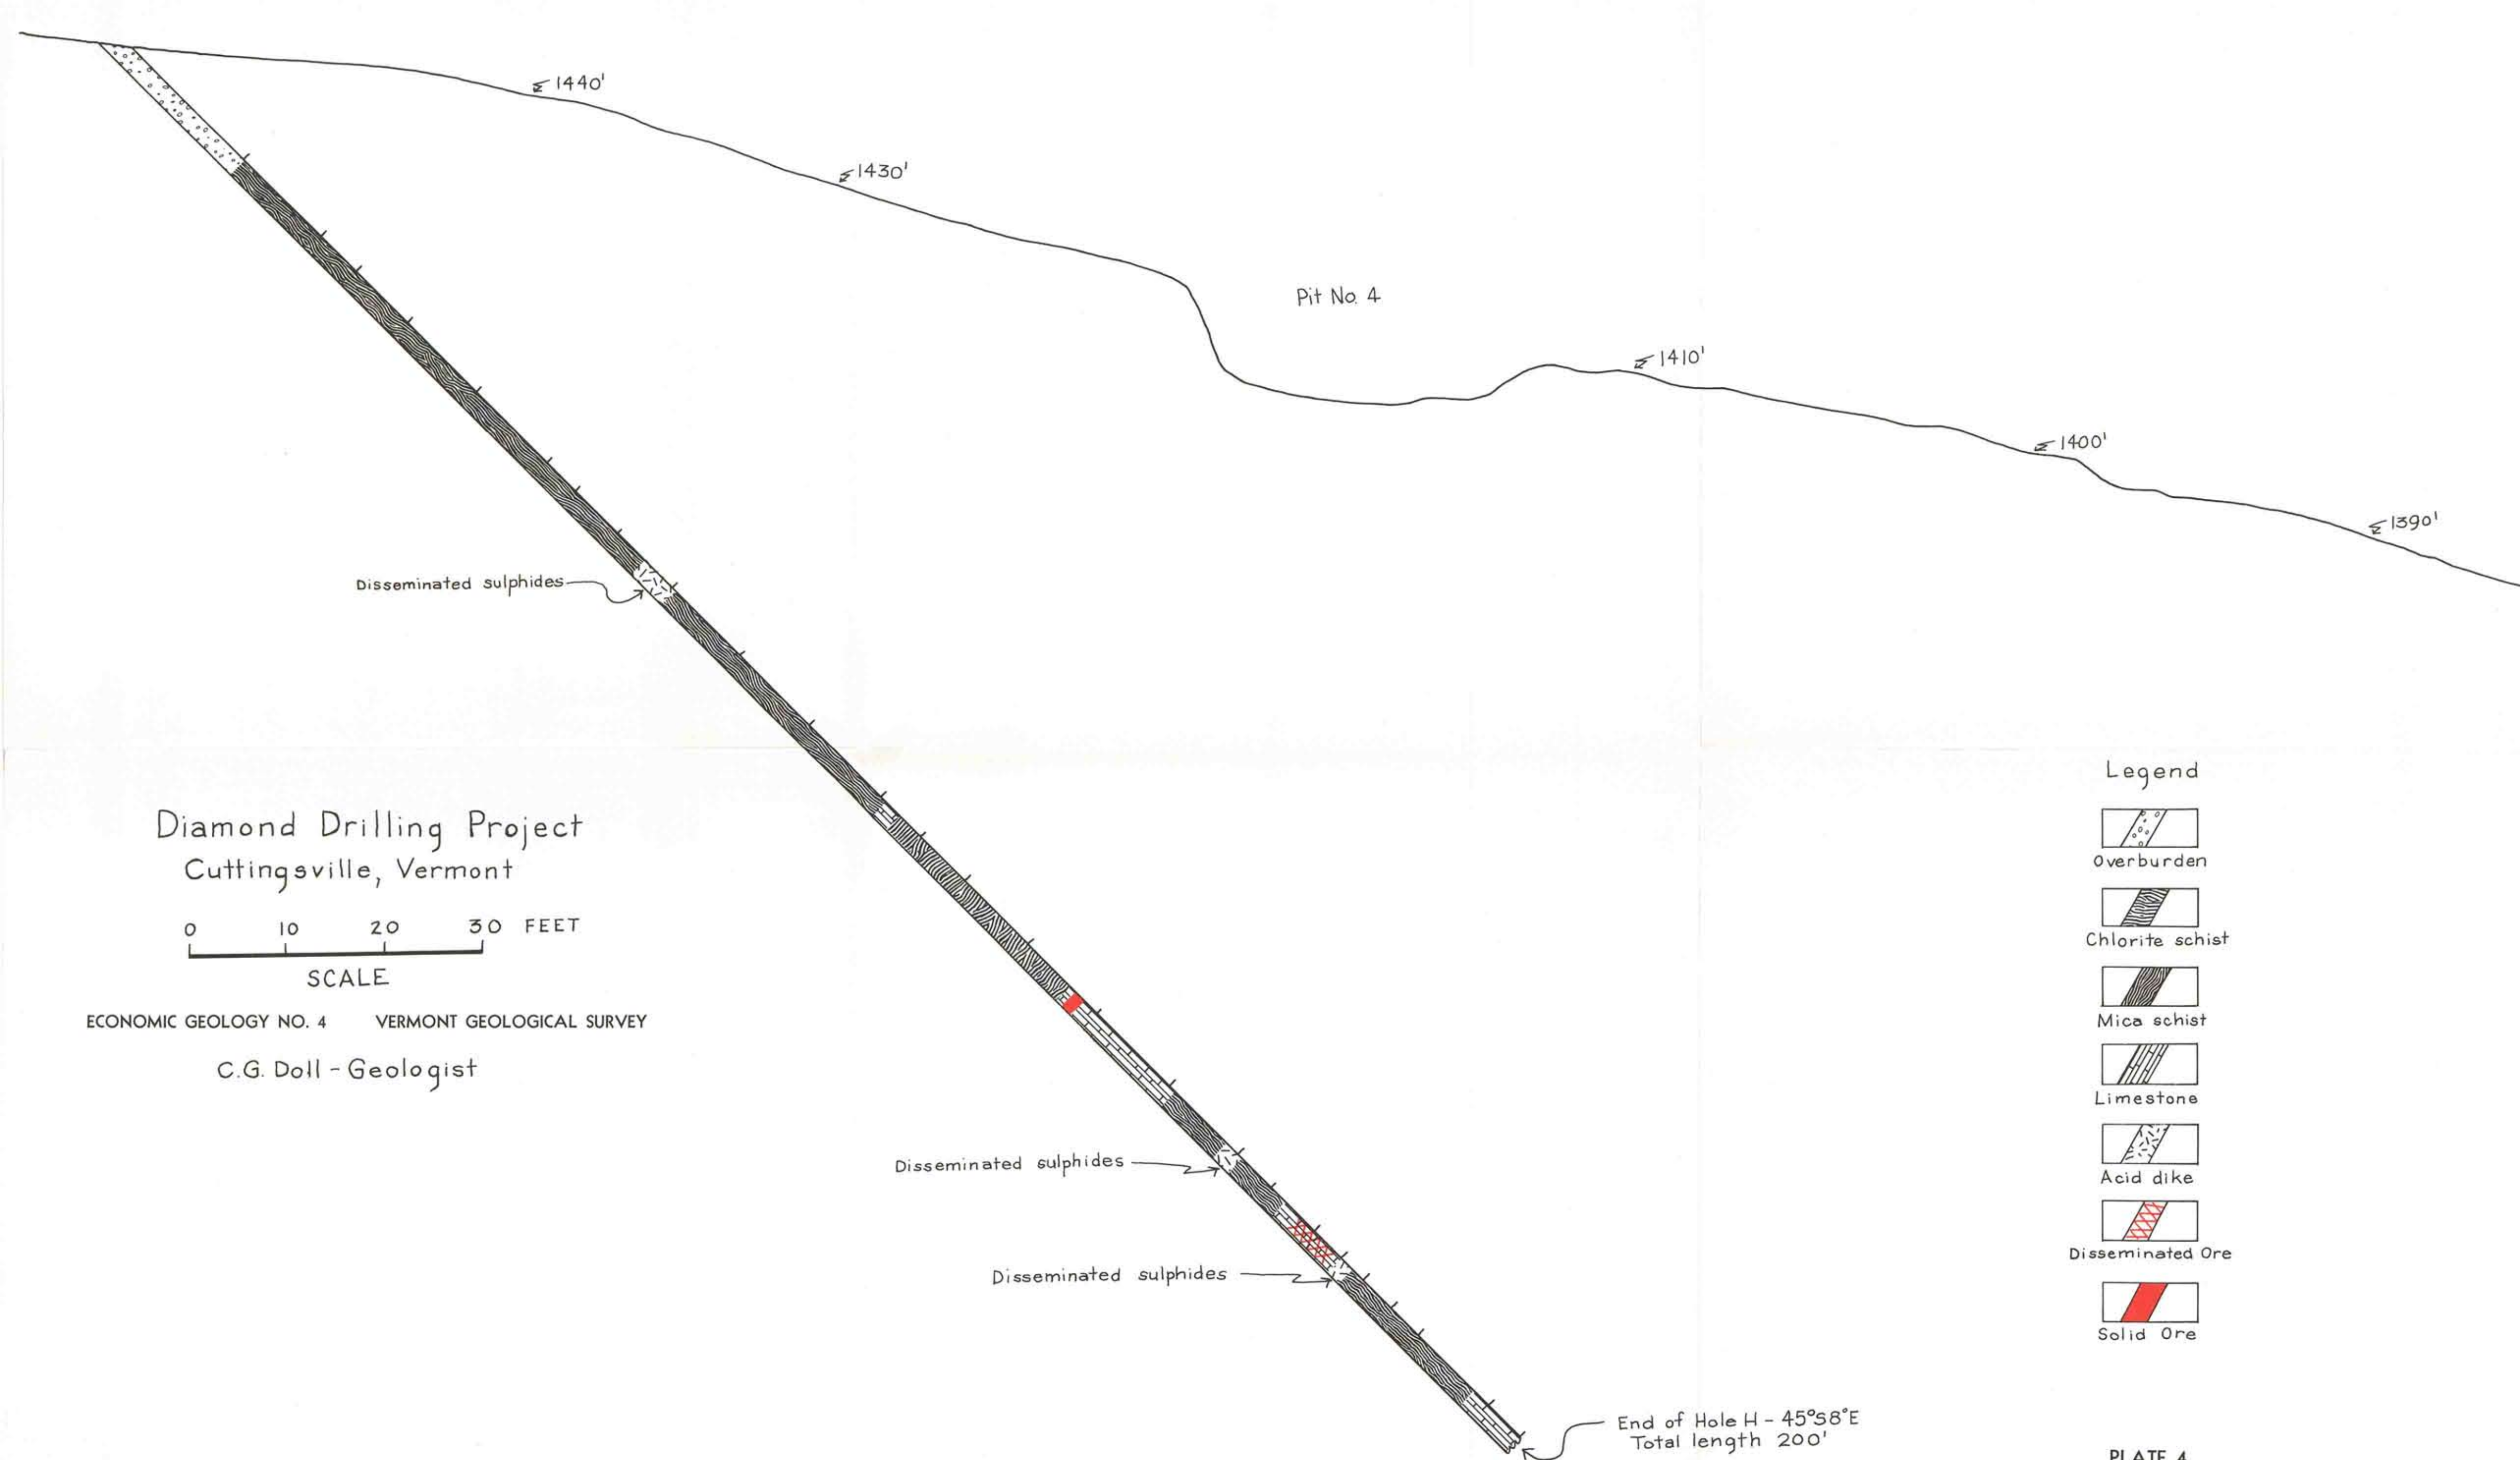 1440'
1430'
Pit No. 4
1410'
1400'
1390'
Disseminated sulphides
Diamond Drilling Project
Cuttingsville, Vermont
0 10 20 30 FEET
SCALE
ECONOMIC GEOLOGY NO. 4 VERMONT GEOLOGICAL SURVEY
C.G. Doll - Geologist
Disseminated sulphides
Disseminated sulphides
End of Hole H - 45°S8°E
Total length 200'
Legend
Overburden
Chlorite schist
Mica schist
Limestone
Acid dike
Disseminated Ore
Solid Ore
PLATE 4